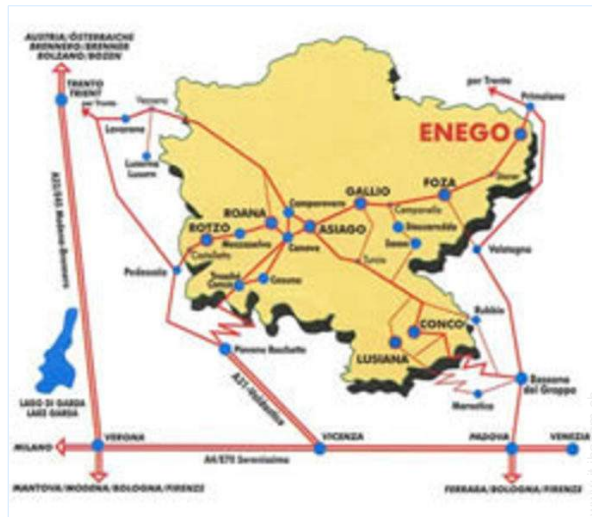 AUSTRIA/ÖSTERRAICHE
BRENNERO/BRENNER
BOLZANO/BOZEN
TRENTO
TRIENT
per Trento
Lavarone
Vezzena
Luserna
Lusern
per Trento
Primolano
ENEGO
Stoner
FOZA
GALLIO
Campanella
Stoccareddo
Sasso
Turcio
Camporovere
ASIAGO
ROANA
Canove
ROTZO
Mezzaselva
Castelletto
Treschè
Conca
Cesuna
Pedescala
Valstagna
Rubbio
CONCO
LUSIANA
Marostica
Bassano
del Grappa
Piovene Rocchette
A31-Valdastico
A22/E45 Modena-Brennero
LAGO DI GARDA
LAKE GARDA
MILANO
VERONA
A4/E70 Serenissima
VICENZA
PADOVA
VENEZIA
MANTOVA/MODENA/BOLOGNA/FIRENZE
FERRARA/BOLOGNA/FIRENZE